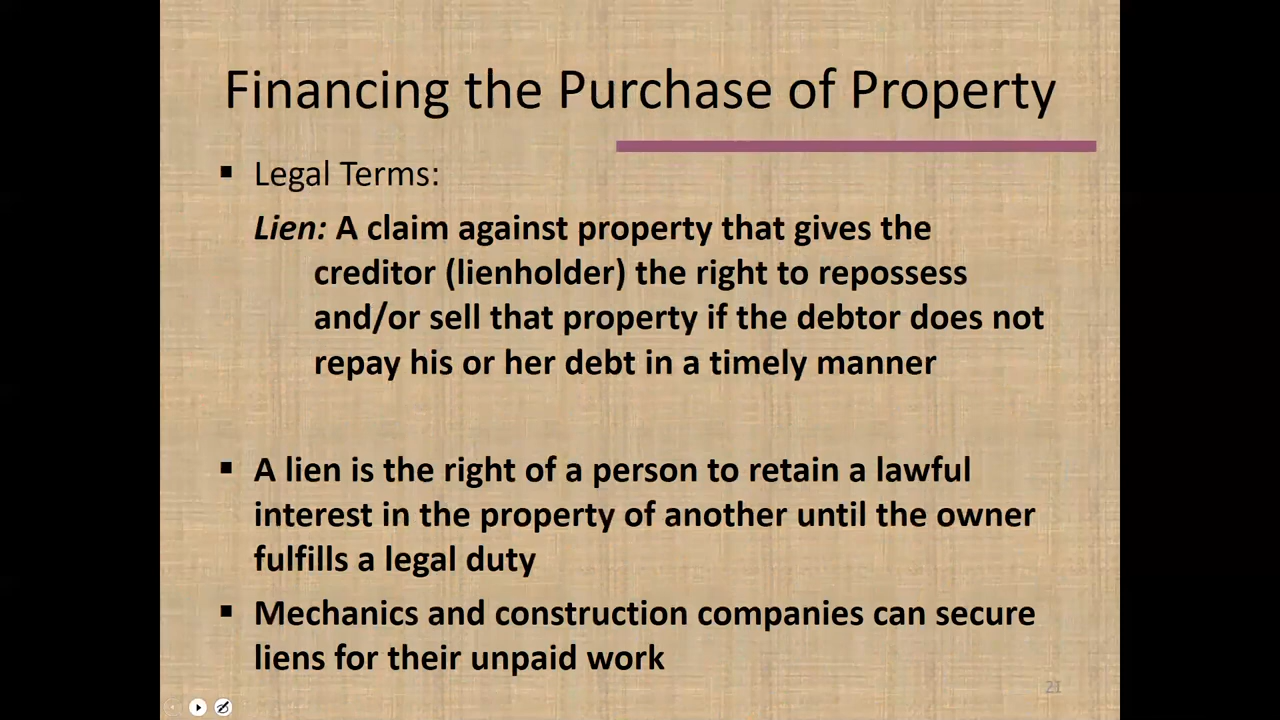 Financing the Purchase of Property
▪ Legal Terms:
Lien: A claim against property that gives the
creditor (lienholder) the right to repossess
and/or sell that property if the debtor does not
repay his or her debt in a timely manner
▪ A lien is the right of a person to retain a lawful
interest in the property of another until the owner
fulfills a legal duty
▪ Mechanics and construction companies can secure
liens for their unpaid work
21